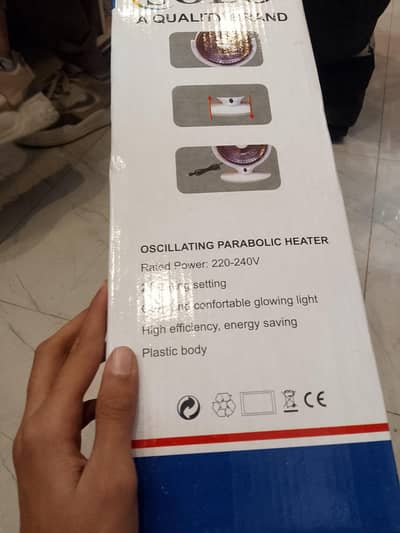 A QUALITY BRAND
OSCILLATING PARABOLIC HEATER
Rated Power: 220-240V
setting
confortable glowing light
High efficiency, energy saving
Plastic body
CE